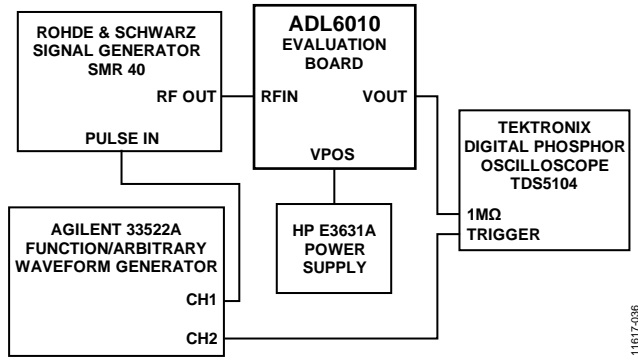 ROHDE & SCHWARZ
SIGNAL GENERATOR
SMR 40
RF OUT
PULSE IN
ADL6010
EVALUATION
BOARD
RFIN
VOUT
VPOS
TEKTRONIX
DIGITAL PHOSPHOR
OSCILLOSCOPE
TDS5104
1MΩ
TRIGGER
AGILENT 33522A
FUNCTION/ARBITRARY
WAVEFORM GENERATOR
CH1
CH2
HP E3631A
POWER
SUPPLY
11617-036